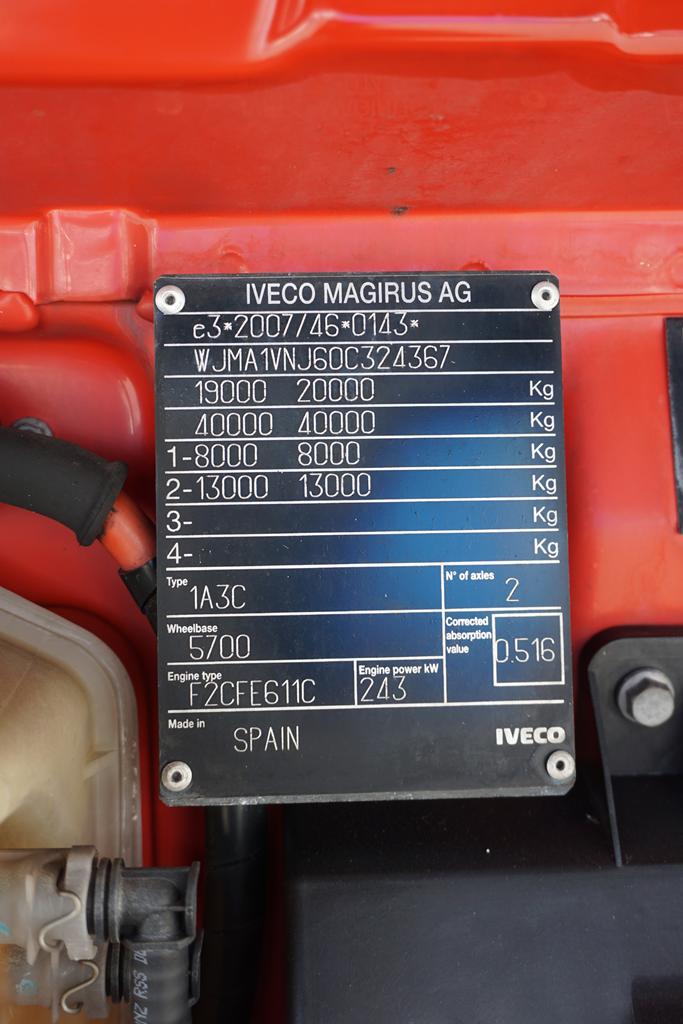 IVECO MAGIRUS AG
e3*2007/46*0143*
WJMA1VNJ60C324367
19000 20000 Kg
40000 40000 Kg
1-8000 8000 Kg
2-13000 13000 Kg
3- Kg
4- Kg
Type 1A3C N° of axles 2
Wheelbase 5700 Corrected absorption value 0.516
Engine type F2CFE611C Engine power kW 243
Made in SPAIN IVECO